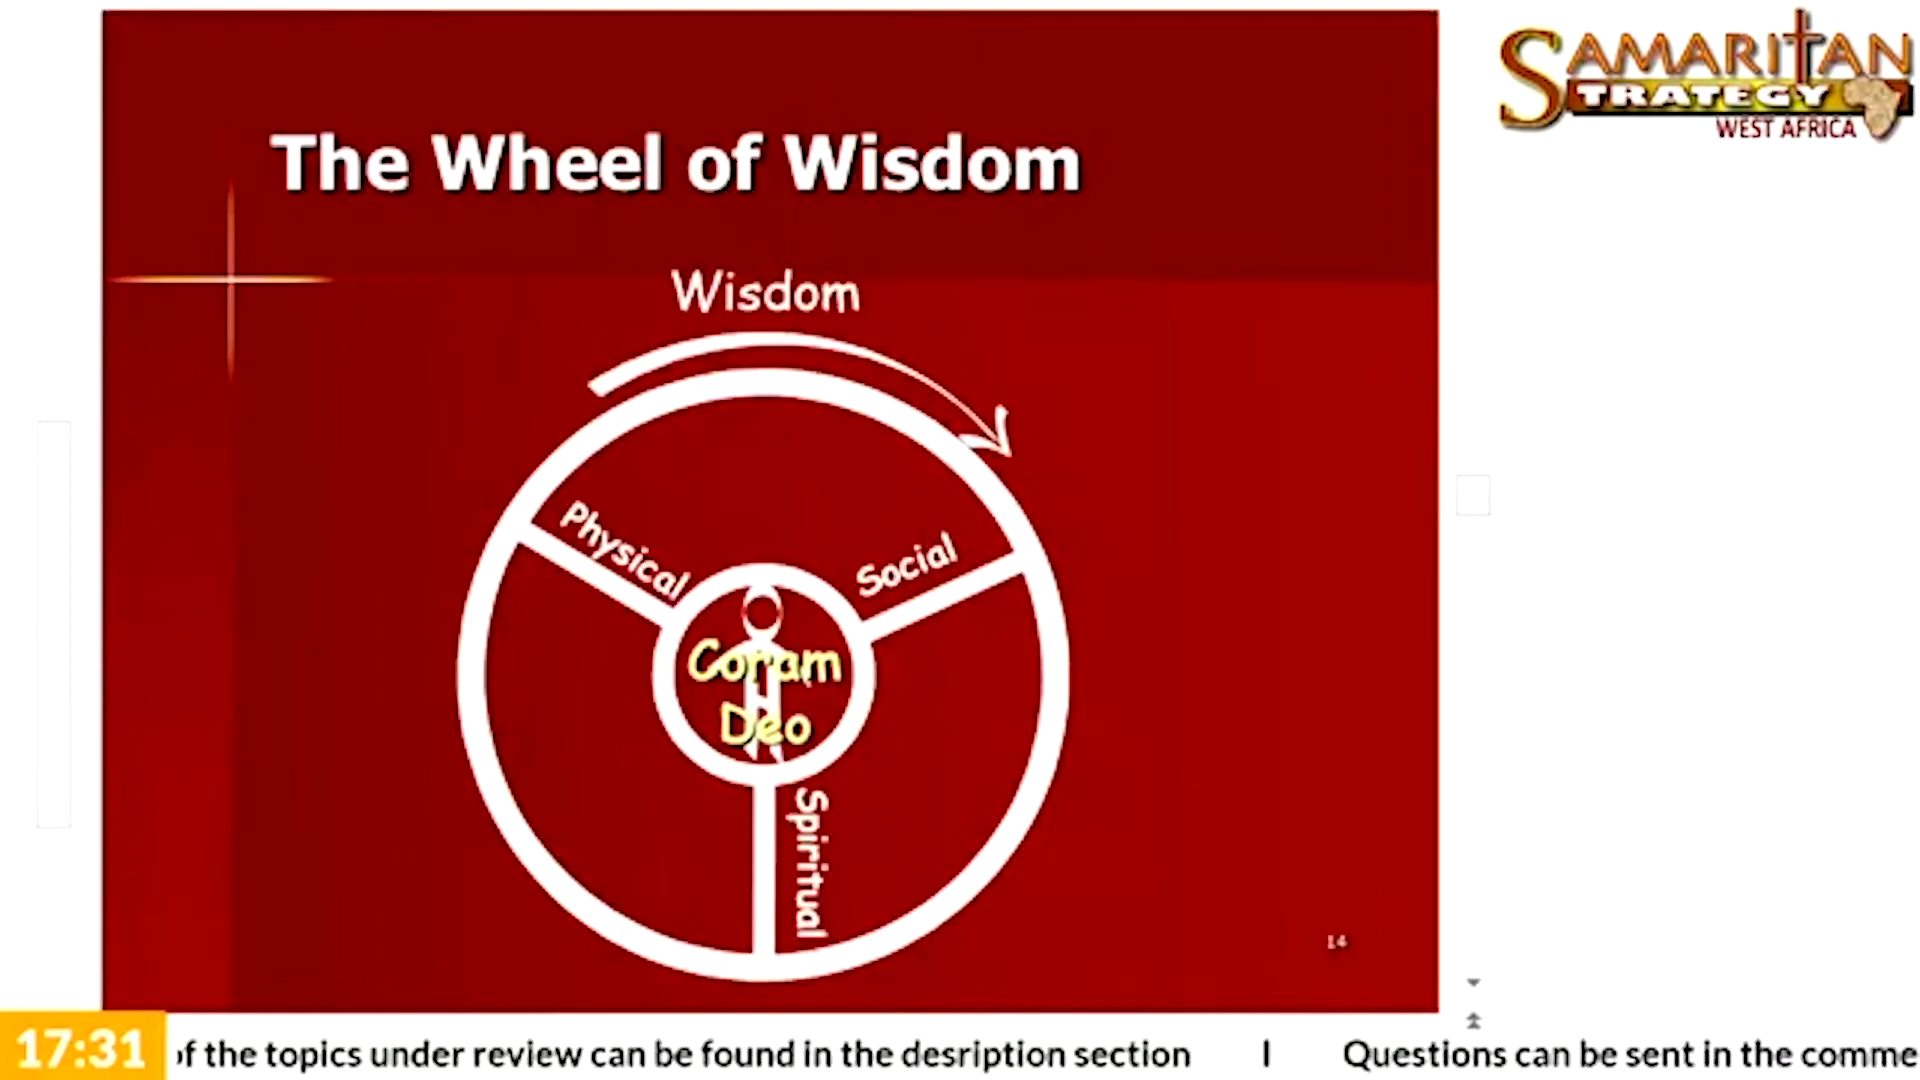 SAMARITAN
STRATEGY
WEST AFRICA
The Wheel of Wisdom
Wisdom
Physical
Social
Coram
Deo
Spiritual
14
17:31
of the topics under review can be found in the desription section | Questions can be sent in the comme